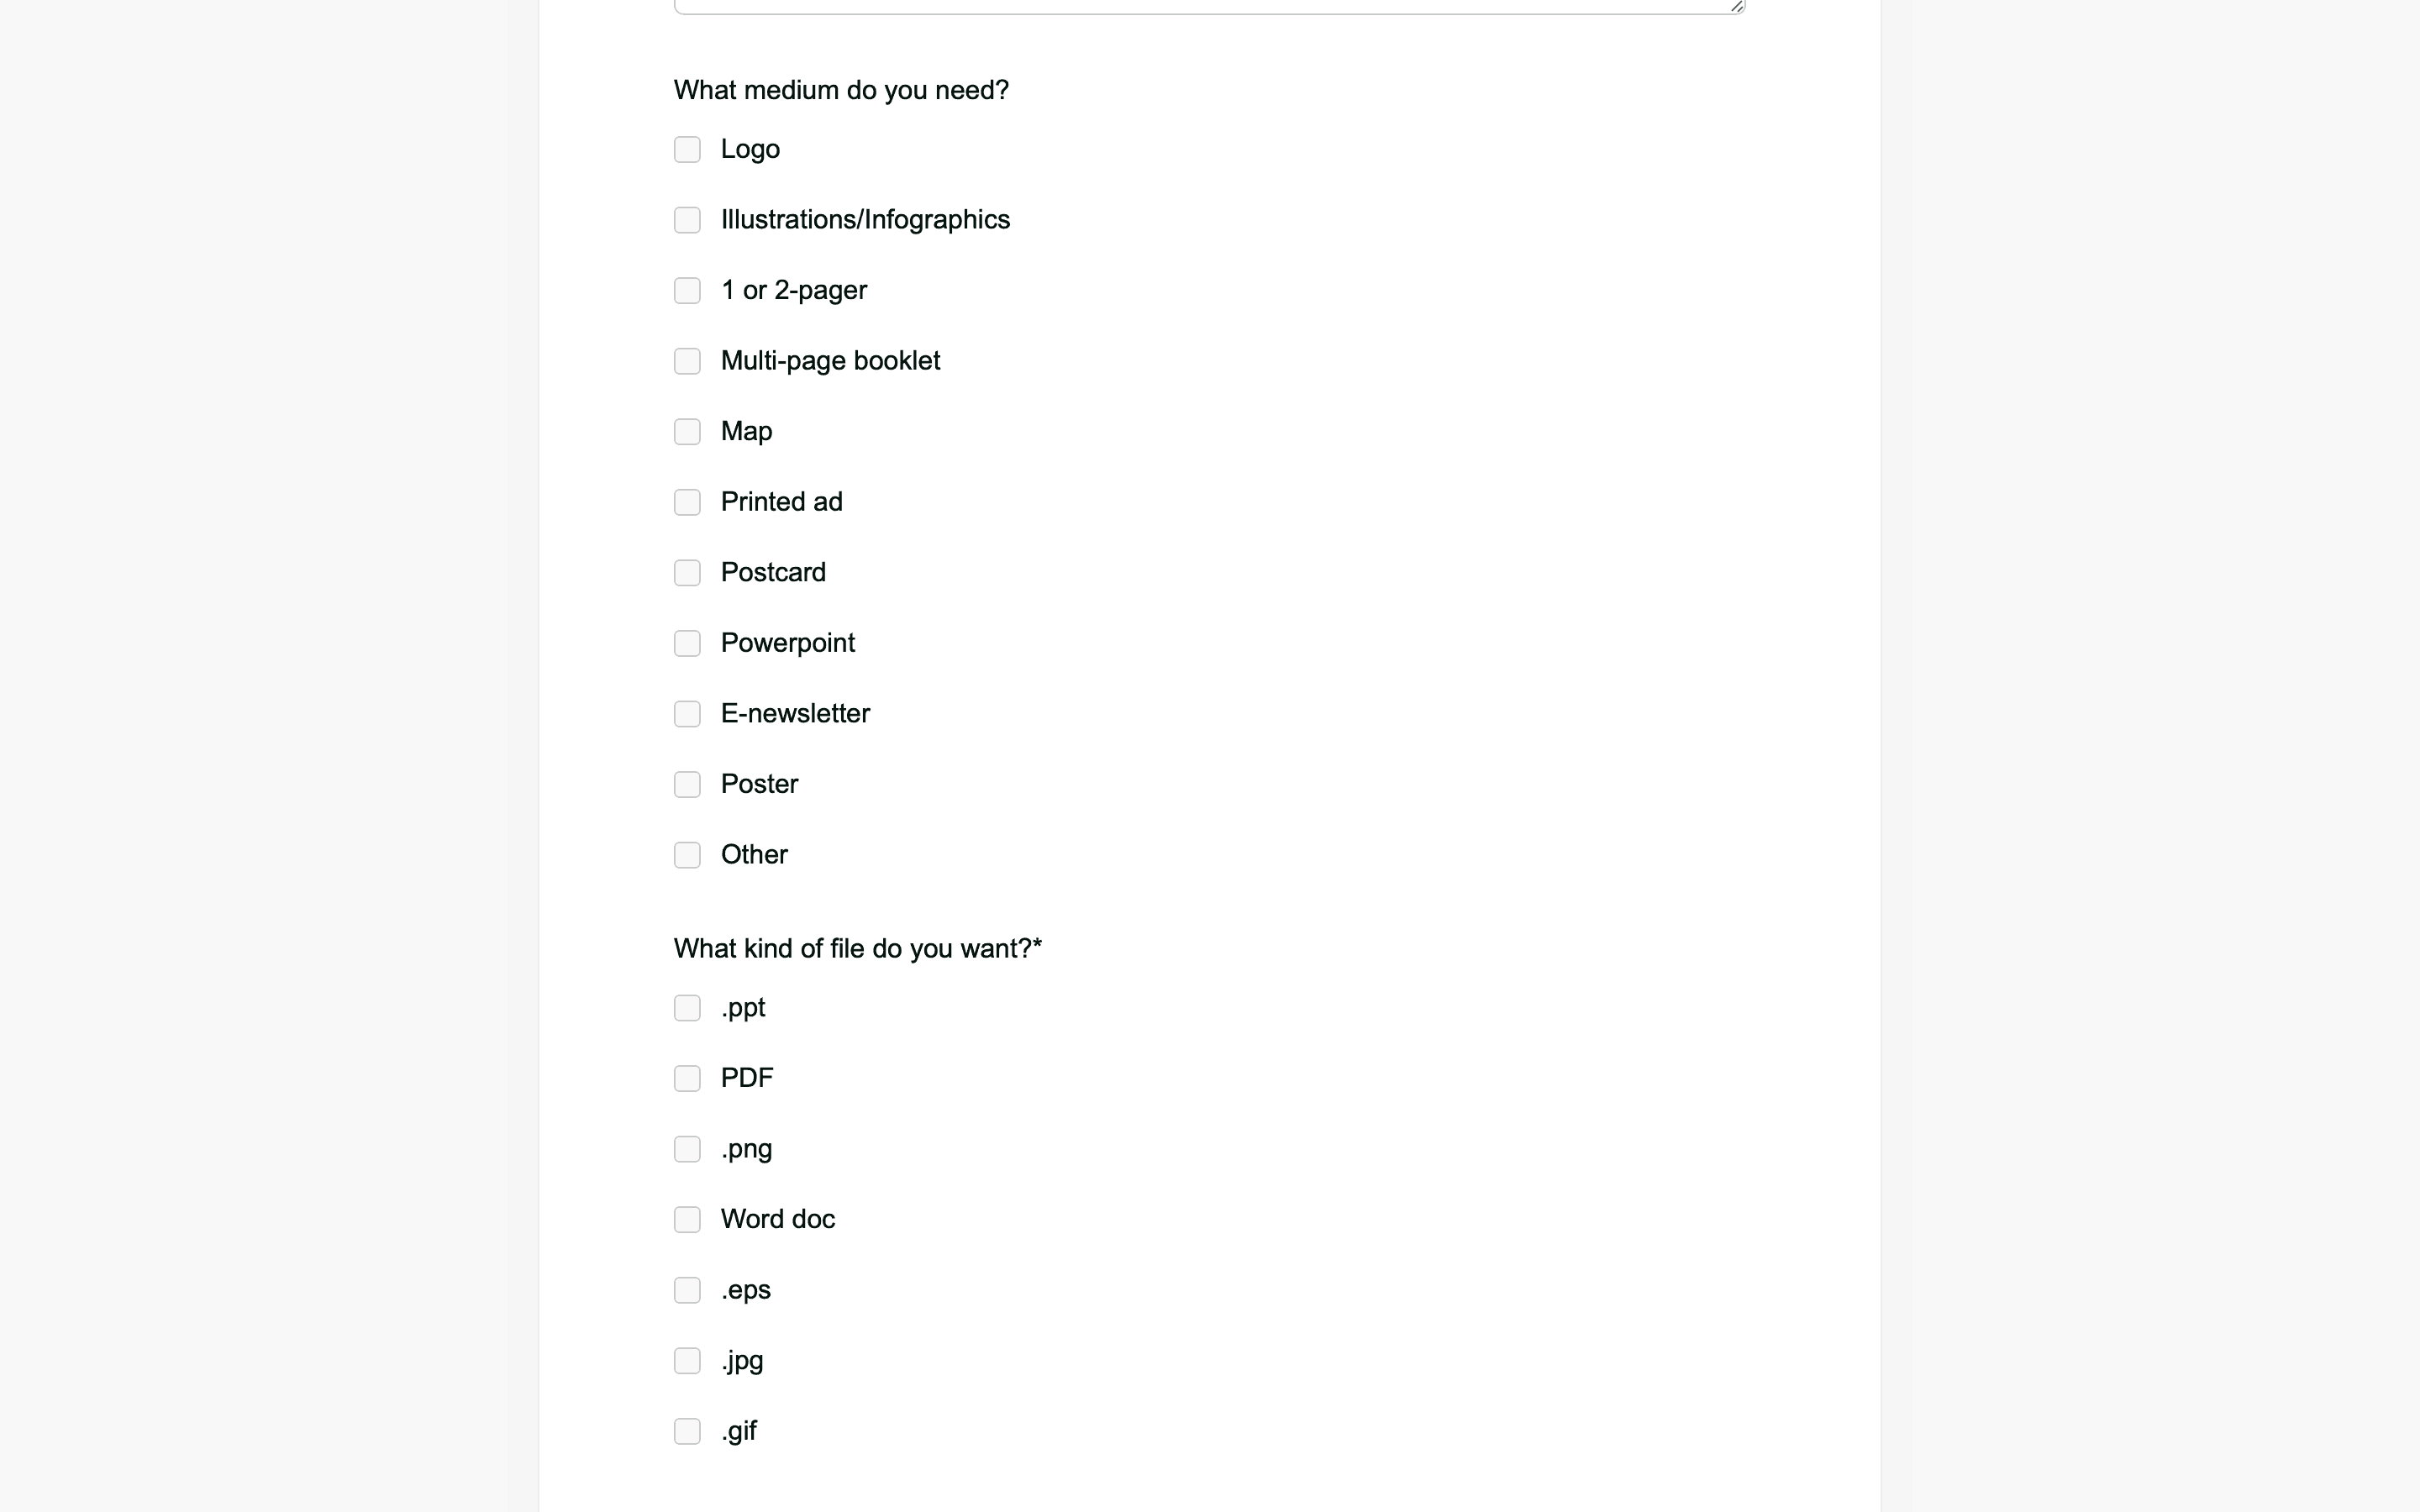 What medium do you need?
Logo
Illustrations/Infographics
1 or 2-pager
Multi-page booklet
Map
Printed ad
Postcard
Powerpoint
E-newsletter
Poster
Other
What kind of file do you want?*
.ppt
PDF
.png
Word doc
.eps
.jpg
.gif